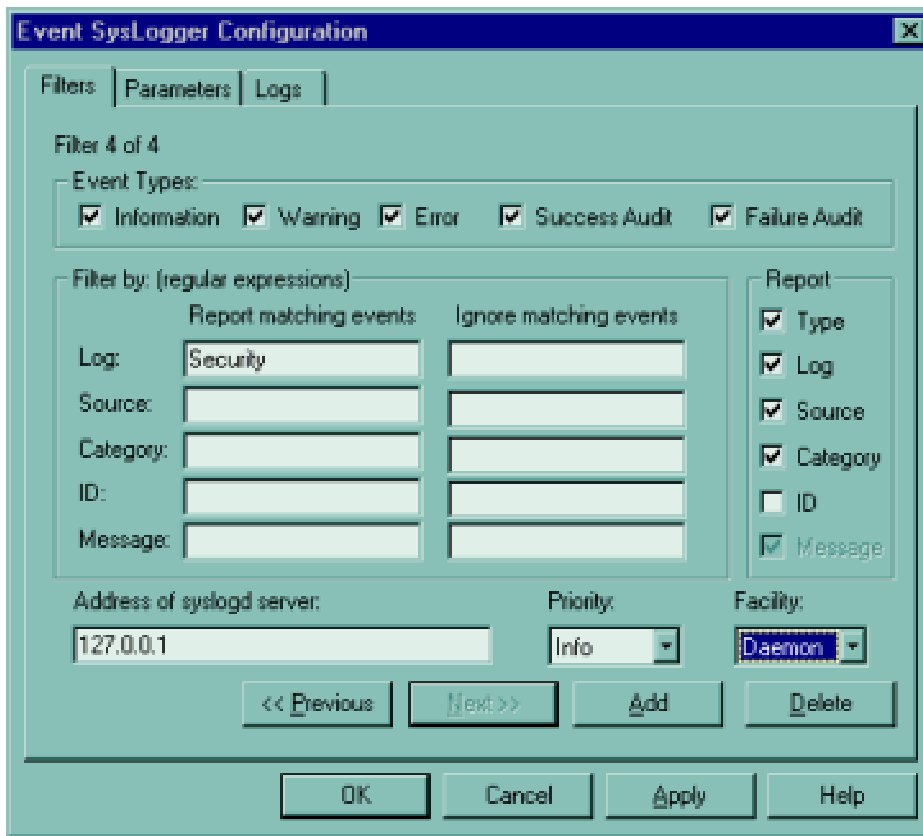 Event SysLogger Configuration
Filters Parameters Logs
Filter 4 of 4
Event Types:
Information Warning Error Success Audit Failure Audit
Filter by: (regular expressions) Report
Report matching events Ignore matching events Type
Log: Security Log
Source: Source
Category: Category
ID: ID
Message: Message
Address of syslogd server: Priority: Facility:
127.0.0.1 Info Daemon
<< Previous Next >> Add Delete
OK Cancel Apply Help